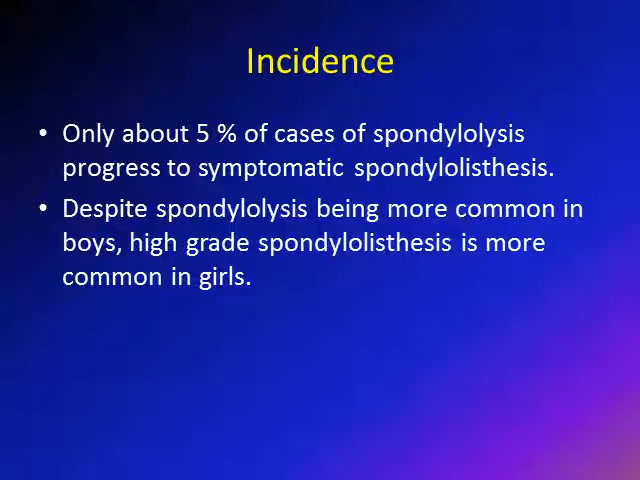 Incidence
• Only about 5 % of cases of spondylolysis
progress to symptomatic spondylolisthesis.
• Despite spondylolysis being more common in
boys, high grade spondylolisthesis is more
common in girls.